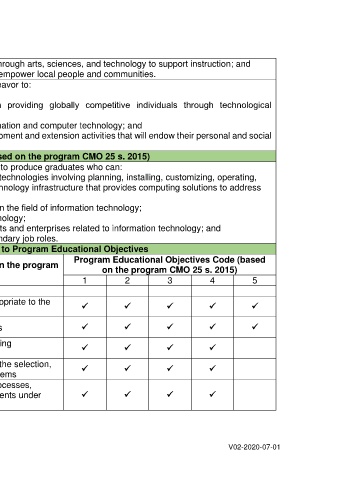 hrough arts, sciences, and technology to support instruction; and
empower local people and communities.
eavor to:
providing globally competitive individuals through technological
nation and computer technology; and
oment and extension activities that will endow their personal and social
sed on the program CMO 25 s. 2015)
to produce graduates who can:
technologies involving planning, installing, customizing, operating,
hnology infrastructure that provides computing solutions to address
n the field of information technology;
nology;
ts and enterprises related to information technology; and
ndary job roles.
to Program Educational Objectives
n the program
Program Educational Objectives Code (based
on the program CMO 25 s. 2015)
1 2 3 4 5
opriate to the
✓ ✓ ✓ ✓ ✓
s ✓ ✓ ✓ ✓ ✓
ing
✓ ✓ ✓ ✓
the selection,
ems ✓ ✓ ✓ ✓
ocesses,
ents under ✓ ✓ ✓ ✓
V02-2020-07-01